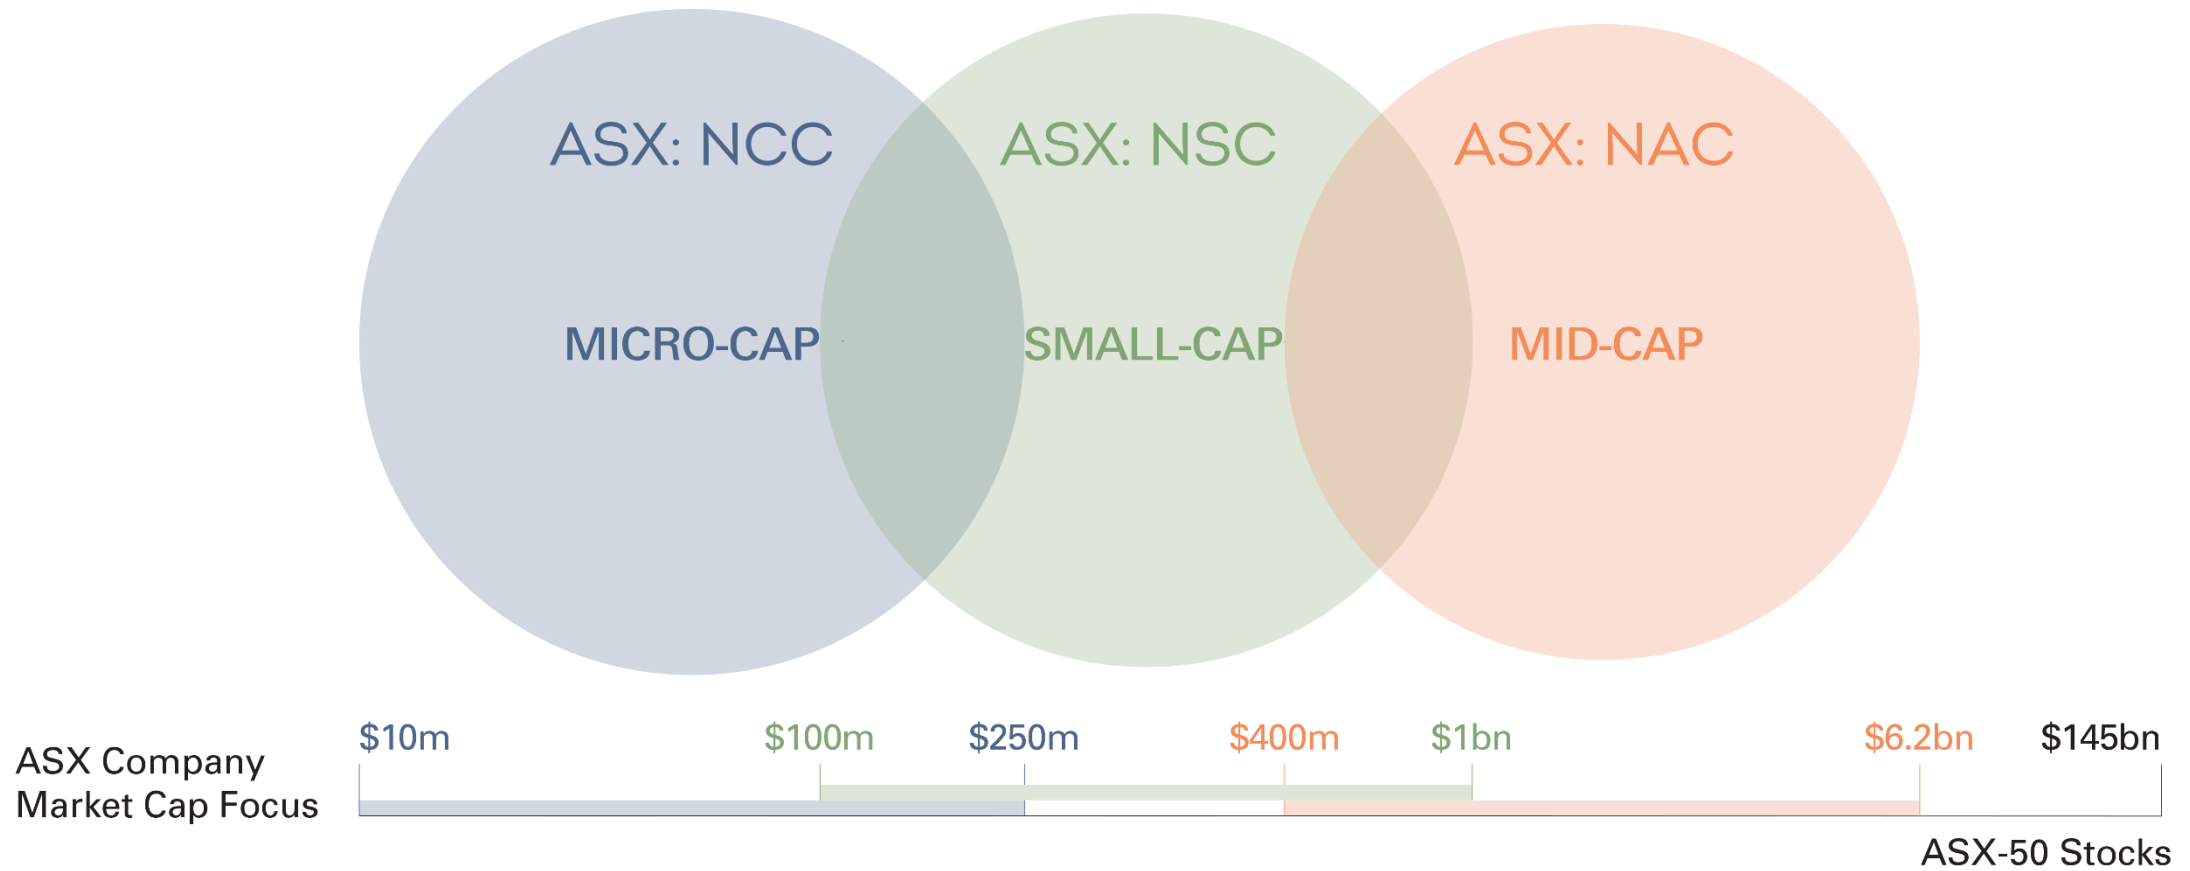 ASX: NCC
ASX: NSC
ASX: NAC
MICRO-CAP
SMALL-CAP
MID-CAP
$10m
$100m
$250m
$400m
$1bn
$6.2bn
$145bn
ASX Company
Market Cap Focus
ASX-50 Stocks